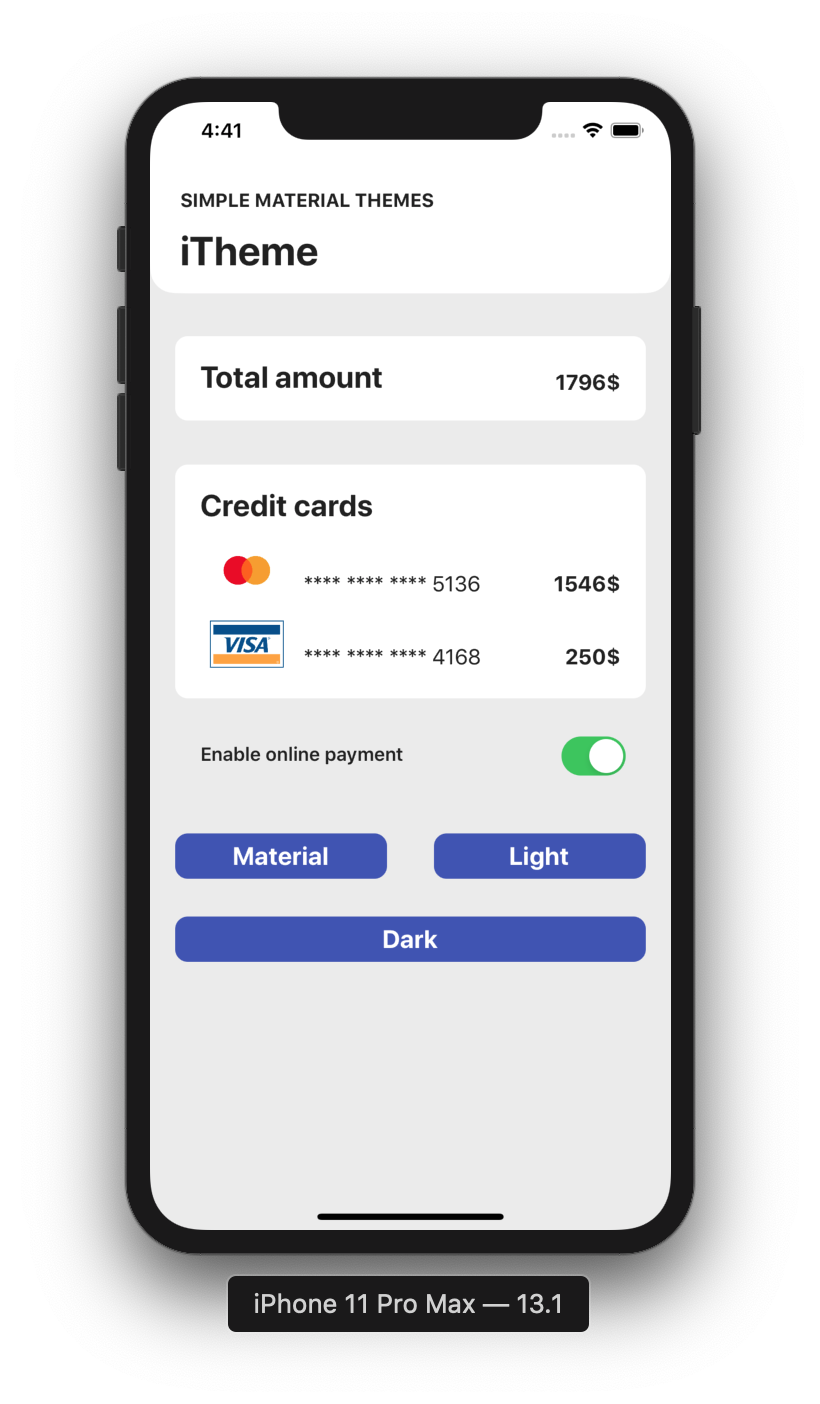 4:41
SIMPLE MATERIAL THEMES
iTheme
Total amount 1796$
Credit cards
**** **** **** 5136 1546$
VISA **** **** **** 4168 250$
Enable online payment
Material Light
Dark
iPhone 11 Pro Max — 13.1